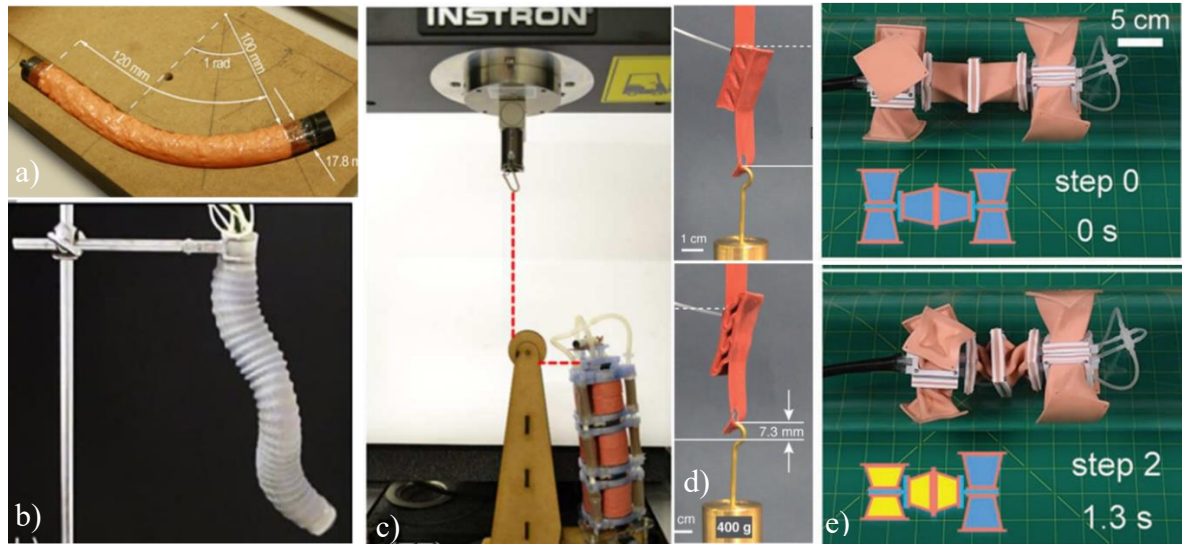 120 mm
1 rad
100 mm
17.8 m
a)
b)
INSTRON
c)
1 cm
7.3 mm
d)
cm
400 g
5 cm
step 0
0 s
step 2
1.3 s
e)